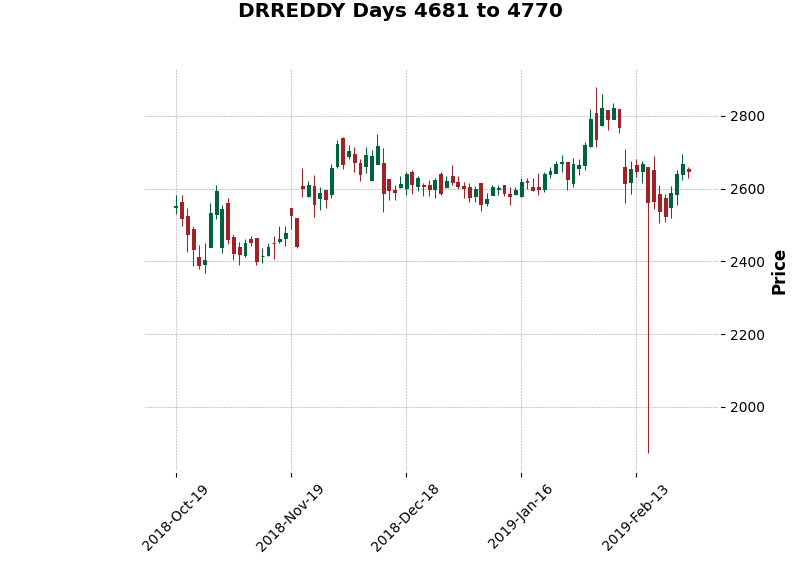 DRREDDY Days 4681 to 4770
2800
2600
2400
2200
2000
Price
2018-Oct-19
2018-Nov-19
2018-Dec-18
2019-Jan-16
2019-Feb-13